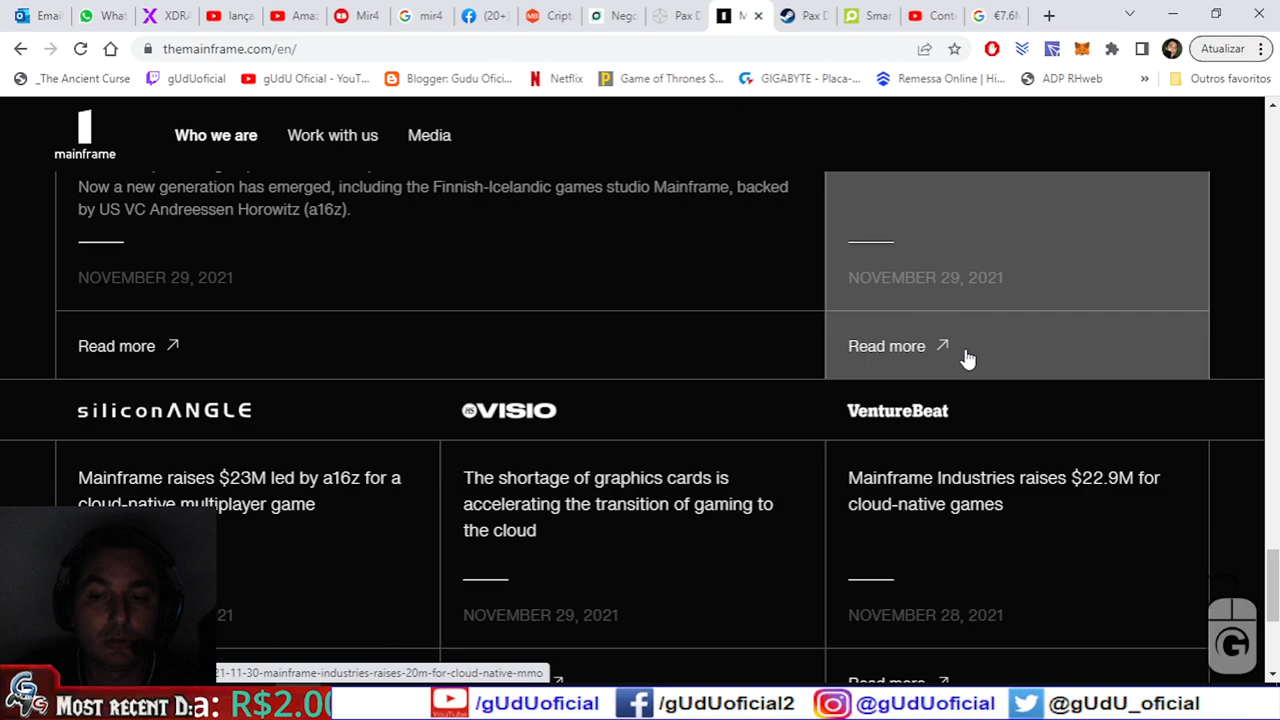 Email
What
XDRA
lança
Amaz
Mir4
mir4
(20+)
Cript
Nego
Pax D
M
Pax D
Smar
Cont
€7.6
themainframe.com/en/
Atualizar
_The Ancient Curse
gUdUoficial
gUdU Oficial - YouT...
Blogger: Gudu Ofici...
Netflix
Game of Thrones S...
GIGABYTE - Placa-...
Remessa Online | Hi...
ADP RHweb
»
Outros favoritos
mainframe
Who we are
Work with us
Media
Now a new generation has emerged, including the Finnish-Icelandic games studio Mainframe, backed
by US VC Andreessen Horowitz (a16z).
NOVEMBER 29, 2021
NOVEMBER 29, 2021
Read more
Read more
siliconANGLE
VISIO
VentureBeat
Mainframe raises $23M led by a16z for a
cloud-native multiplayer game
The shortage of graphics cards is
accelerating the transition of gaming to
the cloud
Mainframe Industries raises $22.9M for
cloud-native games
21
NOVEMBER 29, 2021
NOVEMBER 28, 2021
21-11-30-mainframe-industries-raises-20m-for-cloud-native-mmo
Read more
G
MOST RECENT D:
a: R$2.00
/gUdUoficial
/gUdUoficial2
@gUdUoficial
@gUdU_oficial